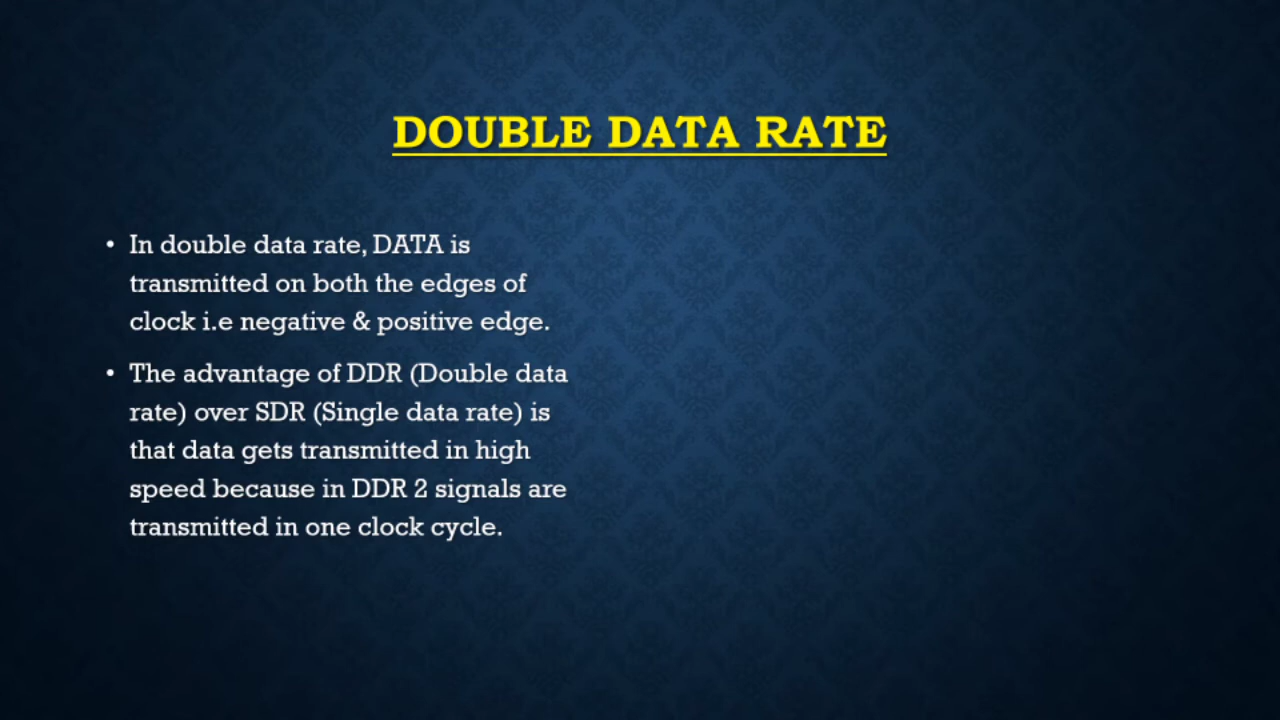 DOUBLE DATA RATE
• In double data rate, DATA is
transmitted on both the edges of
clock i.e negative & positive edge.
• The advantage of DDR (Double data
rate) over SDR (Single data rate) is
that data gets transmitted in high
speed because in DDR 2 signals are
transmitted in one clock cycle.